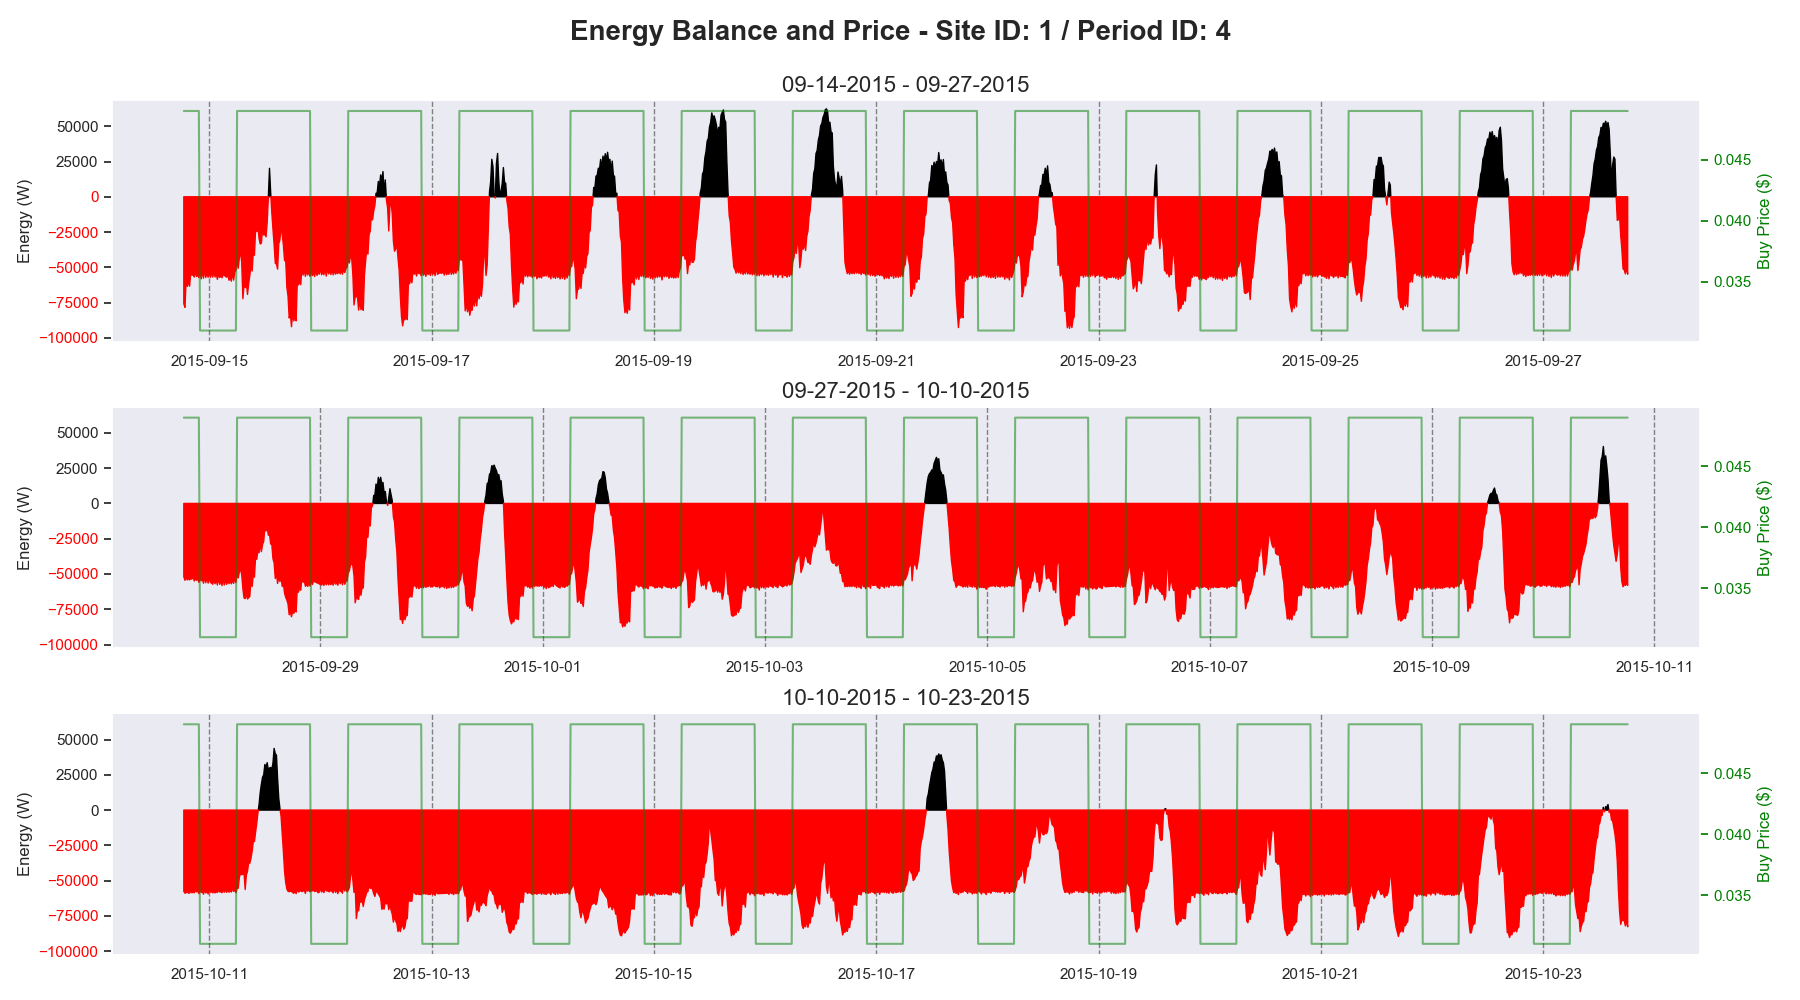 Energy Balance and Price - Site ID: 1 / Period ID: 4
09-14-2015 - 09-27-2015
50000
25000
0
−25000
−50000
−75000
−100000
Energy (W)
0.045
0.040
0.035
Buy Price ($)
2015-09-15 2015-09-17 2015-09-19 2015-09-21 2015-09-23 2015-09-25 2015-09-27
09-27-2015 - 10-10-2015
50000
25000
0
−25000
−50000
−75000
−100000
Energy (W)
0.045
0.040
0.035
Buy Price ($)
2015-09-29 2015-10-01 2015-10-03 2015-10-05 2015-10-07 2015-10-09 2015-10-11
10-10-2015 - 10-23-2015
50000
25000
0
−25000
−50000
−75000
−100000
Energy (W)
0.045
0.040
0.035
Buy Price ($)
2015-10-11 2015-10-13 2015-10-15 2015-10-17 2015-10-19 2015-10-21 2015-10-23